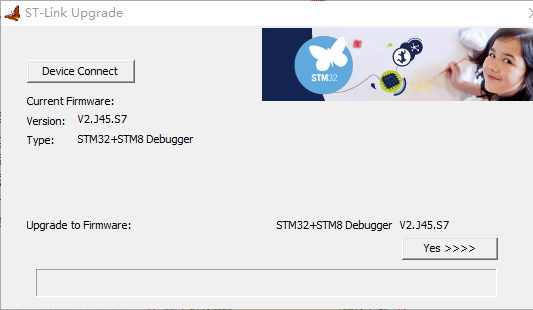 ST-Link Upgrade
Device Connect
STM32
Current Firmware:
Version: V2.J45.S7
Type: STM32+STM8 Debugger
Upgrade to Firmware: STM32+STM8 Debugger V2.J45.S7
Yes >>>>